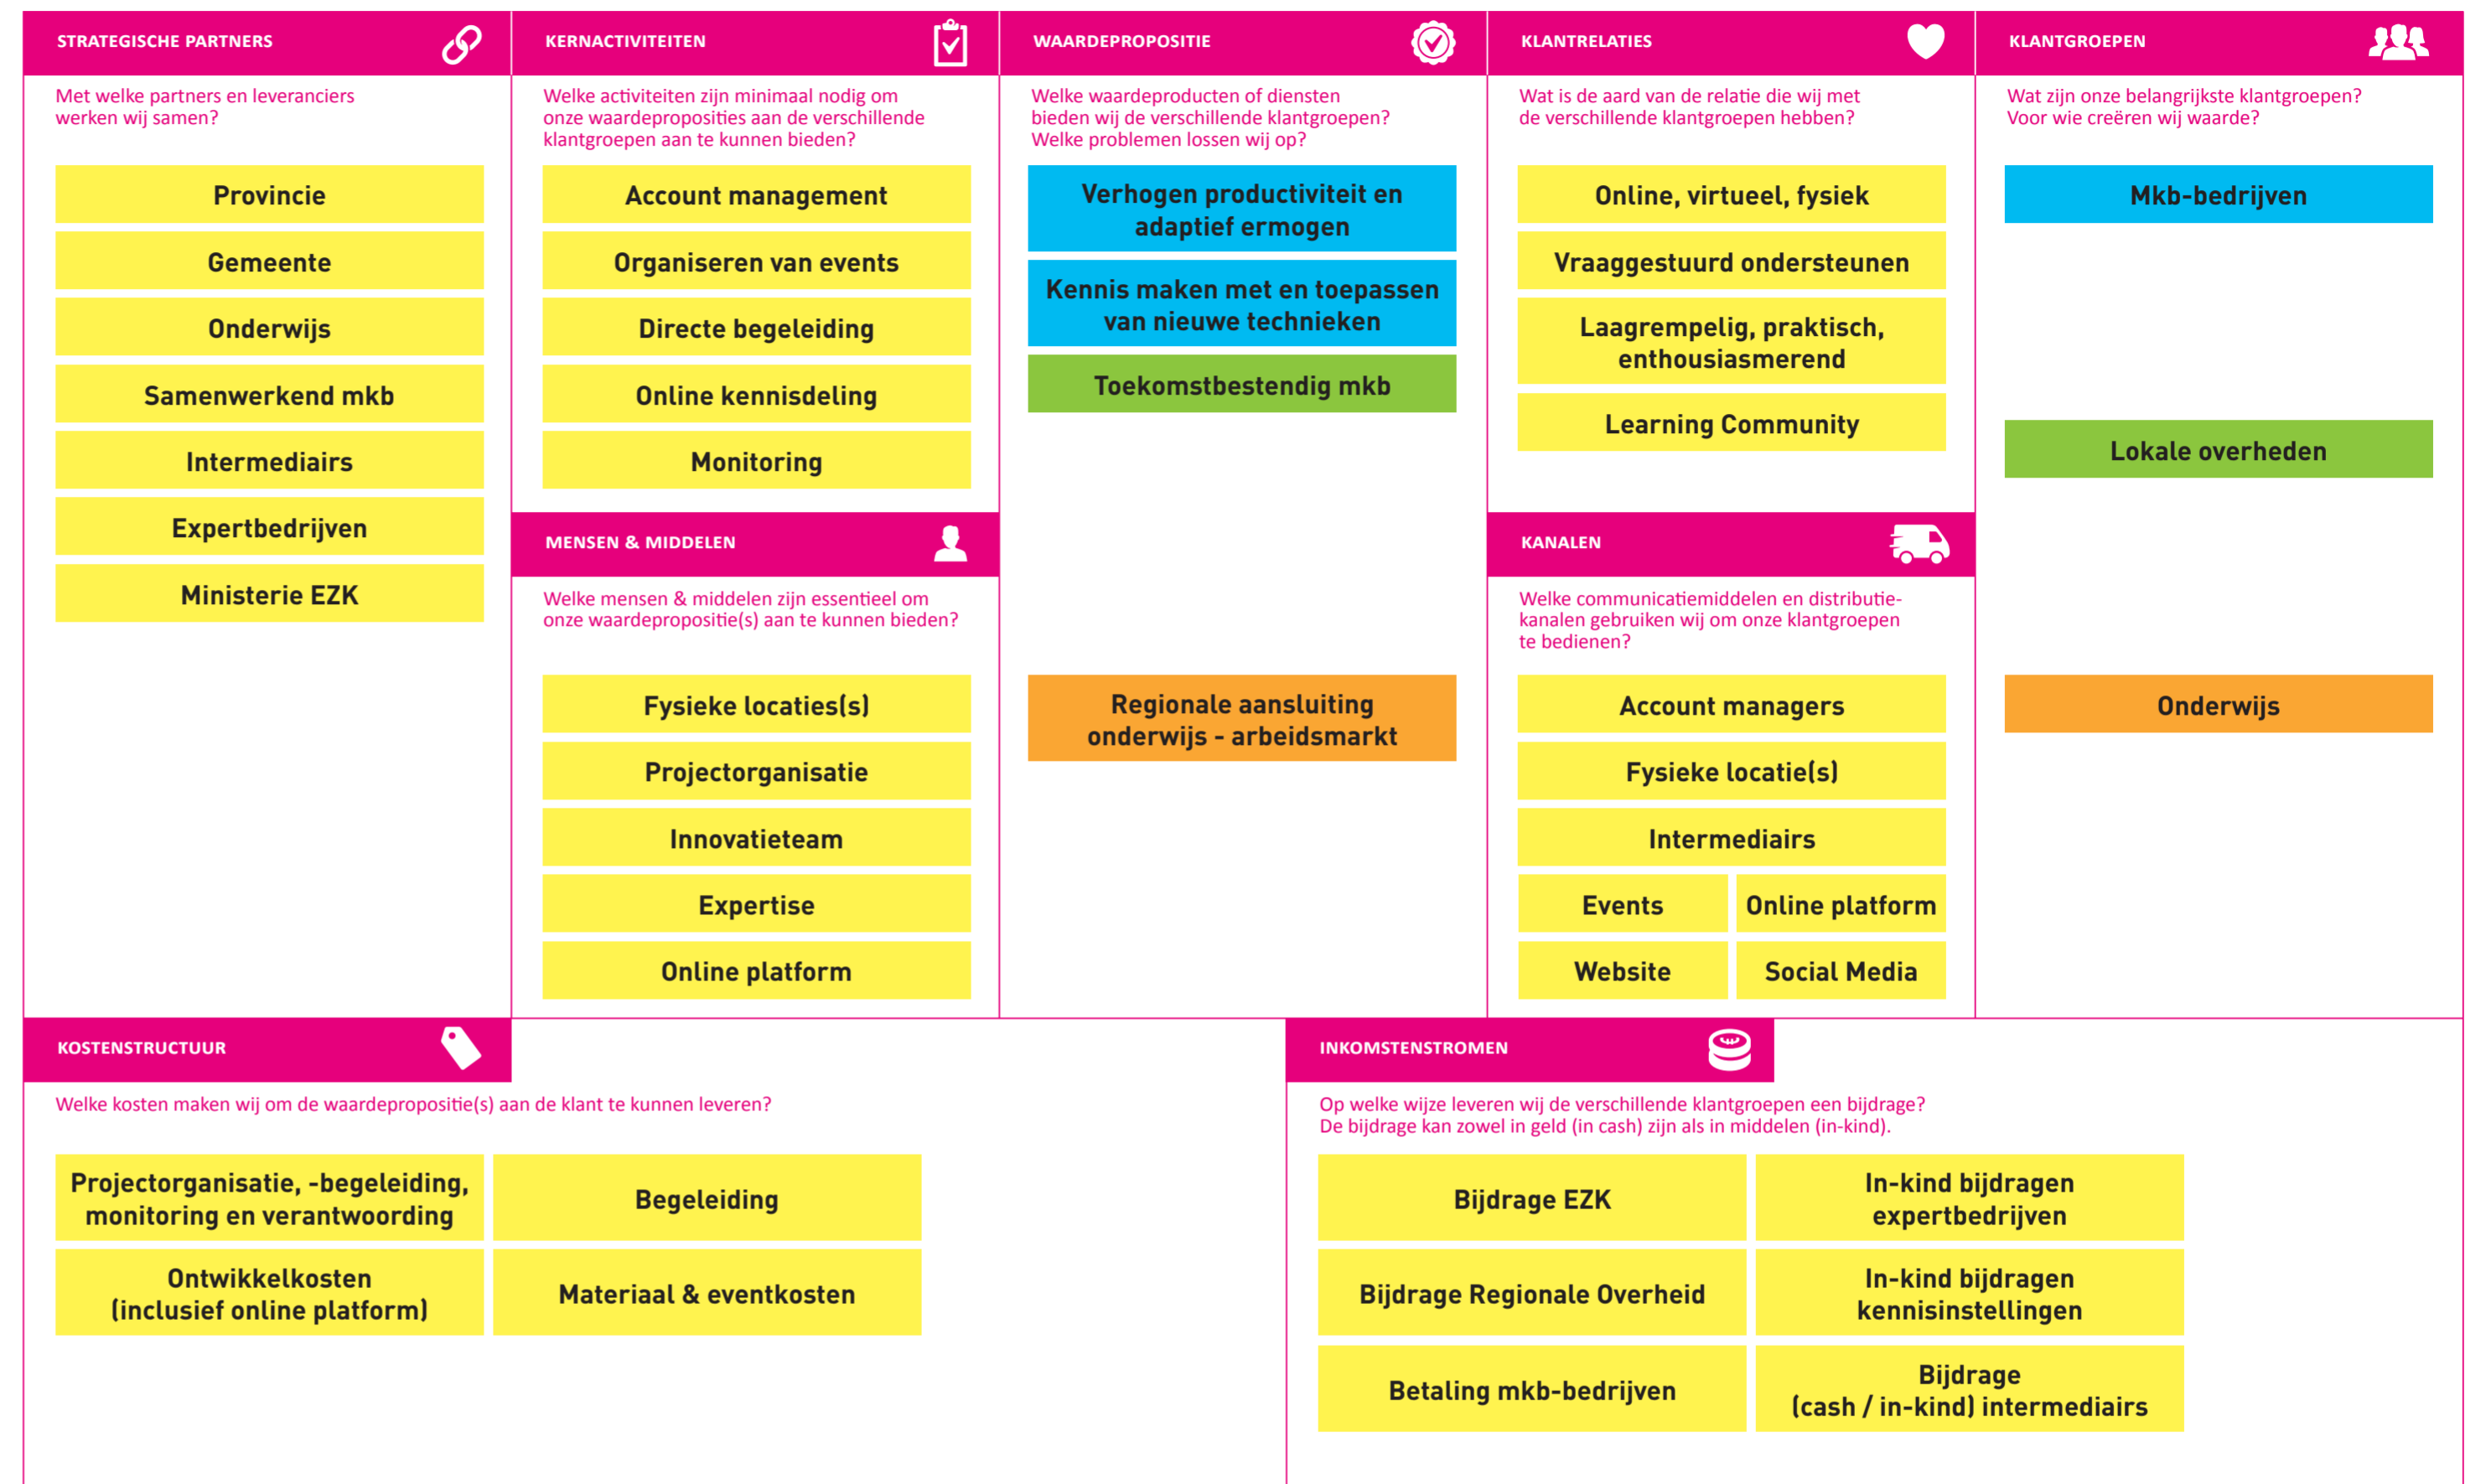 STRATEGISCHE PARTNERS
Met welke partners en leveranciers
werken wij samen?
Provincie
Gemeente
Onderwijs
Samenwerkend mkb
Intermediairs
Expertbedrijven
Ministerie EZK
KERNACTIVITEITEN
Welke activiteiten zijn minimaal nodig om
onze waardeproposities aan de verschillende
klantgroepen aan te kunnen bieden?
Account management
Organiseren van events
Directe begeleiding
Online kennisdeling
Monitoring
MENSEN & MIDDELEN
Welke mensen & middelen zijn essentieel om
onze waardepropositie(s) aan te kunnen bieden?
Fysieke locaties(s)
Projectorganisatie
Innovatieteam
Expertise
Online platform
WAARDEPROPOSITIE
Welke waardeproducten of diensten
bieden wij de verschillende klantgroepen?
Welke problemen lossen wij op?
Verhogen productiviteit en
adaptief ermogen
Kennis maken met en toepassen
van nieuwe technieken
Toekomstbestendig mkb
Regionale aansluiting
onderwijs - arbeidsmarkt
KLANTRELATIES
Wat is de aard van de relatie die wij met
de verschillende klantgroepen hebben?
Online, virtueel, fysiek
Vraaggestuurd ondersteunen
Laagrempelig, praktisch,
enthousiasmerend
Learning Community
KANALEN
Welke communicatiemiddelen en distributie-
kanalen gebruiken wij om onze klantgroepen
te bedienen?
Account managers
Fysieke locatie(s)
Intermediairs
Events
Online platform
Website
Social Media
KLANTGROEPEN
Wat zijn onze belangrijkste klantgroepen?
Voor wie creëren wij waarde?
Mkb-bedrijven
Lokale overheden
Onderwijs
KOSTENSTRUCTUUR
Welke kosten maken wij om de waardepropositie(s) aan de klant te kunnen leveren?
Projectorganisatie, -begeleiding,
monitoring en verantwoording
Begeleiding
Ontwikkelkosten
(inclusief online platform)
Materiaal & eventkosten
INKOMSTENSTROMEN
Op welke wijze leveren wij de verschillende klantgroepen een bijdrage?
De bijdrage kan zowel in geld (in cash) zijn als in middelen (in-kind).
Bijdrage EZK
In-kind bijdragen
expertbedrijven
Bijdrage Regionale Overheid
In-kind bijdragen
kennisinstellingen
Betaling mkb-bedrijven
Bijdrage
(cash / in-kind) intermediairs